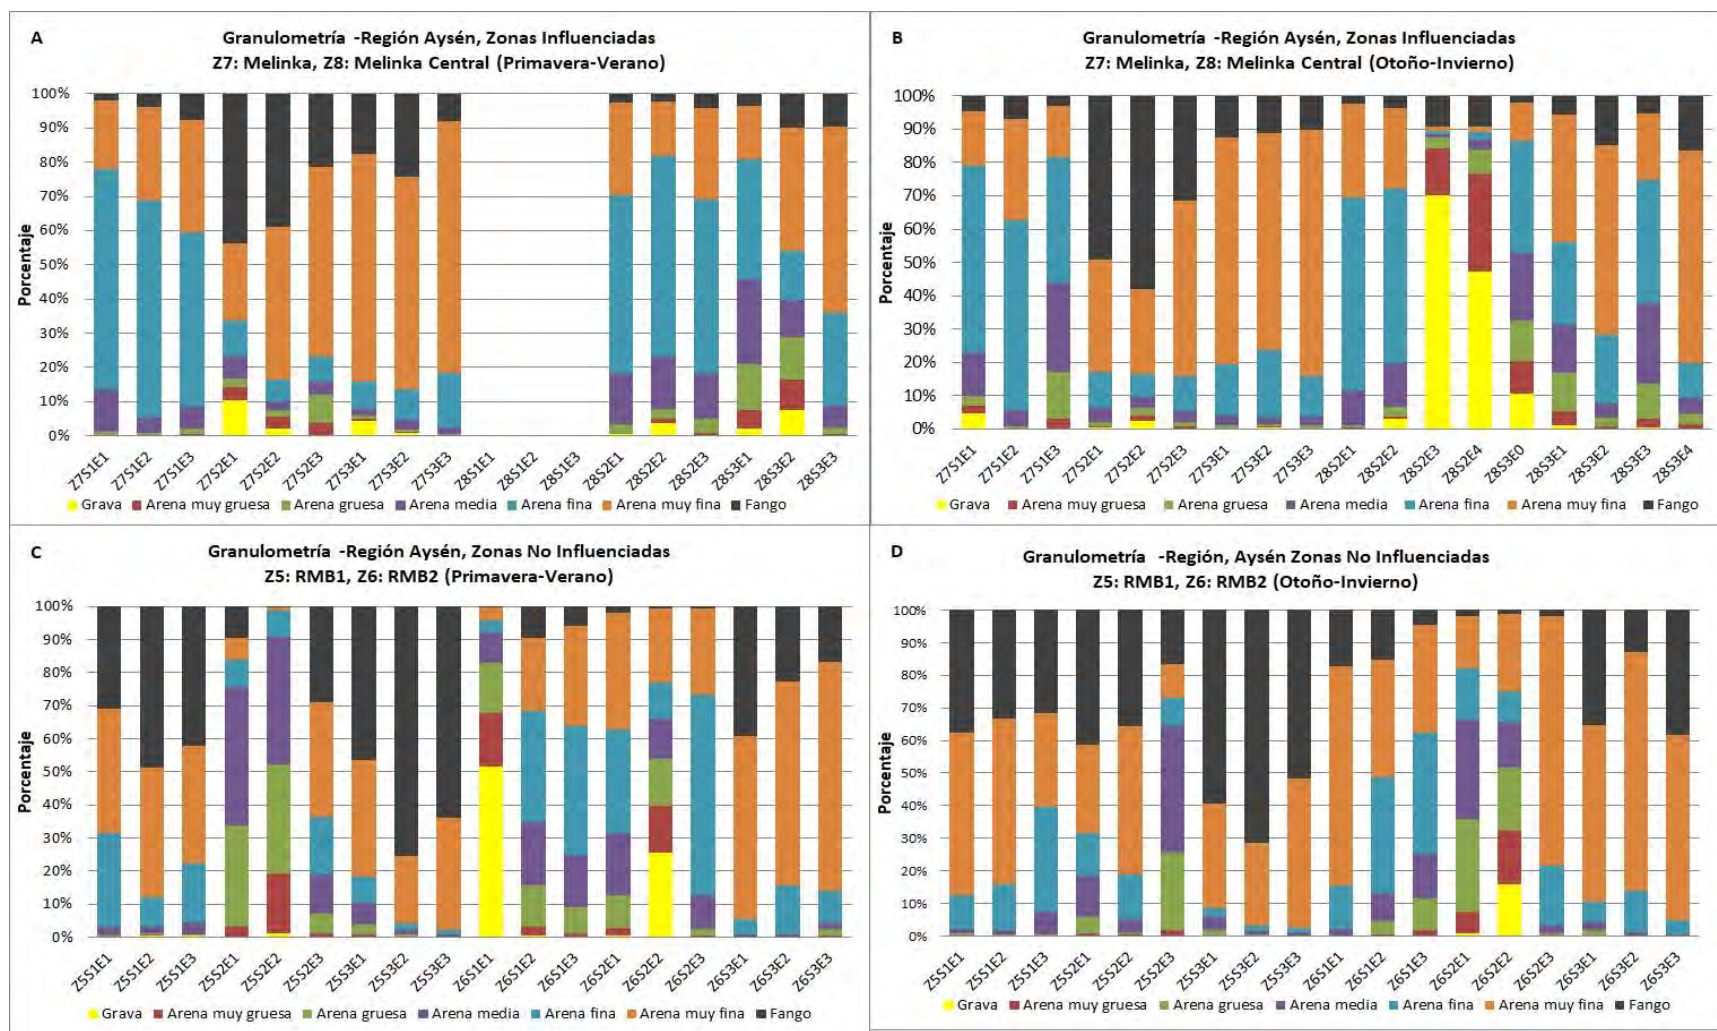 A
Granulometría -Región Aysén, Zonas Influenciadas
Z7: Melinka, Z8: Melinka Central (Primavera-Verano)
Porcentaje
100%
90%
80%
70%
60%
50%
40%
30%
20%
10%
0%
Z7S1E1 Z7S1E2 Z7S1E3 Z7S2E1 Z7S2E2 Z7S2E3 Z7S3E1 Z7S3E2 Z7S3E3 Z8S1E1 Z8S1E2 Z8S1E3 Z8S2E1 Z8S2E2 Z8S2E3 Z8S3E1 Z8S3E2 Z8S3E3
Grava Arena muy gruesa Arena gruesa Arena media Arena fina Arena muy fina Fango
B
Granulometría -Región Aysén, Zonas Influenciadas
Z7: Melinka, Z8: Melinka Central (Otoño-Invierno)
Porcentaje
100%
90%
80%
70%
60%
50%
40%
30%
20%
10%
0%
Z7S1E1 Z7S1E2 Z7S1E3 Z7S2E1 Z7S2E2 Z7S2E3 Z7S3E1 Z7S3E2 Z7S3E3 Z8S2E1 Z8S2E2 Z8S2E3 Z8S2E4 Z8S3E0 Z8S3E1 Z8S3E2 Z8S3E3 Z8S3E4
Grava Arena muy gruesa Arena gruesa Arena media Arena fina Arena muy fina Fango
C
Granulometría -Región Aysén, Zonas No Influenciadas
Z5: RMB1, Z6: RMB2 (Primavera-Verano)
Porcentaje
100%
90%
80%
70%
60%
50%
40%
30%
20%
10%
0%
Z5S1E1 Z5S1E2 Z5S1E3 Z5S2E1 Z5S2E2 Z5S2E3 Z5S3E1 Z5S3E2 Z5S3E3 Z6S1E1 Z6S1E2 Z6S1E3 Z6S2E1 Z6S2E2 Z6S2E3 Z6S3E1 Z6S3E2 Z6S3E3
Grava Arena muy gruesa Arena gruesa Arena media Arena fina Arena muy fina Fango
D
Granulometría -Región, Aysén Zonas No Influenciadas
Z5: RMB1, Z6: RMB2 (Otoño-Invierno)
Porcentaje
100%
90%
80%
70%
60%
50%
40%
30%
20%
10%
0%
Z5S1E1 Z5S1E2 Z5S1E3 Z5S2E1 Z5S2E2 Z5S2E3 Z5S3E1 Z5S3E2 Z5S3E3 Z6S1E1 Z6S1E2 Z6S1E3 Z6S2E1 Z6S2E2 Z6S2E3 Z6S3E1 Z6S3E2 Z6S3E3
Grava Arena muy gruesa Arena gruesa Arena media Arena fina Arena muy fina Fango